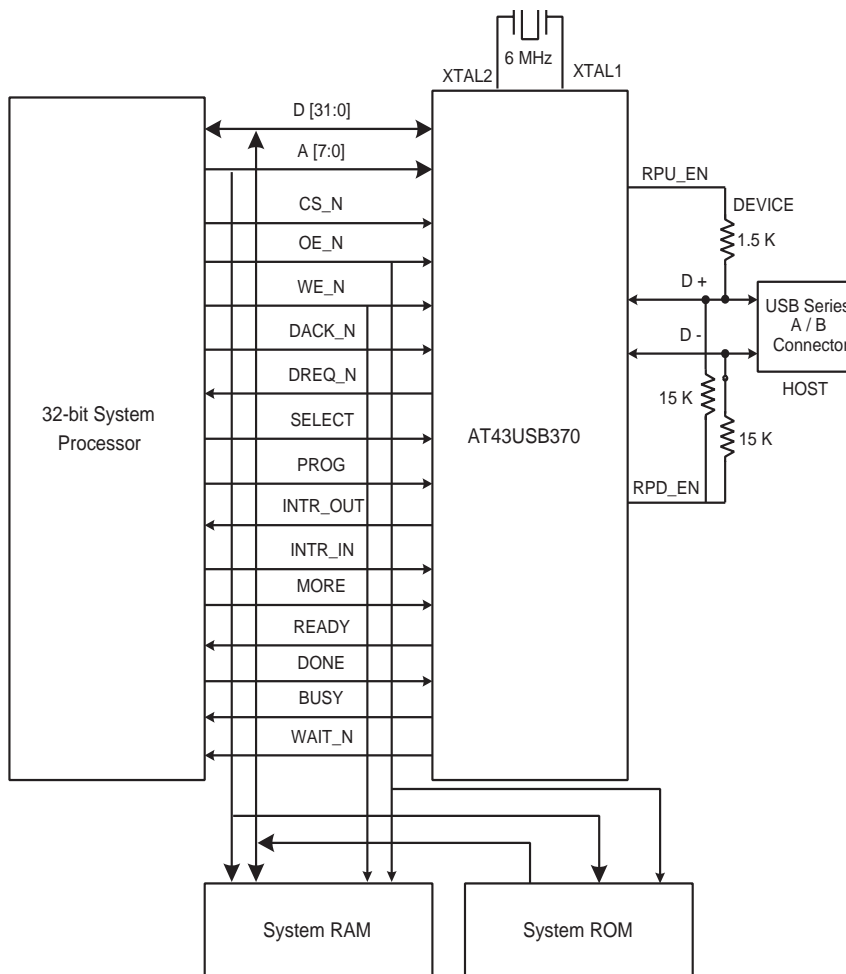 6 MHz
XTAL2
XTAL1
D [31:0]
A [7:0]
RPU_EN
CS_N
DEVICE
OE_N
1.5 K
WE_N
D +
USB Series
A / B
Connector
DACK_N
D -
DREQ_N
HOST
15 K
32-bit System
Processor
SELECT
AT43USB370
15 K
PROG
RPD_EN
INTR_OUT
INTR_IN
MORE
READY
DONE
BUSY
WAIT_N
System RAM
System ROM